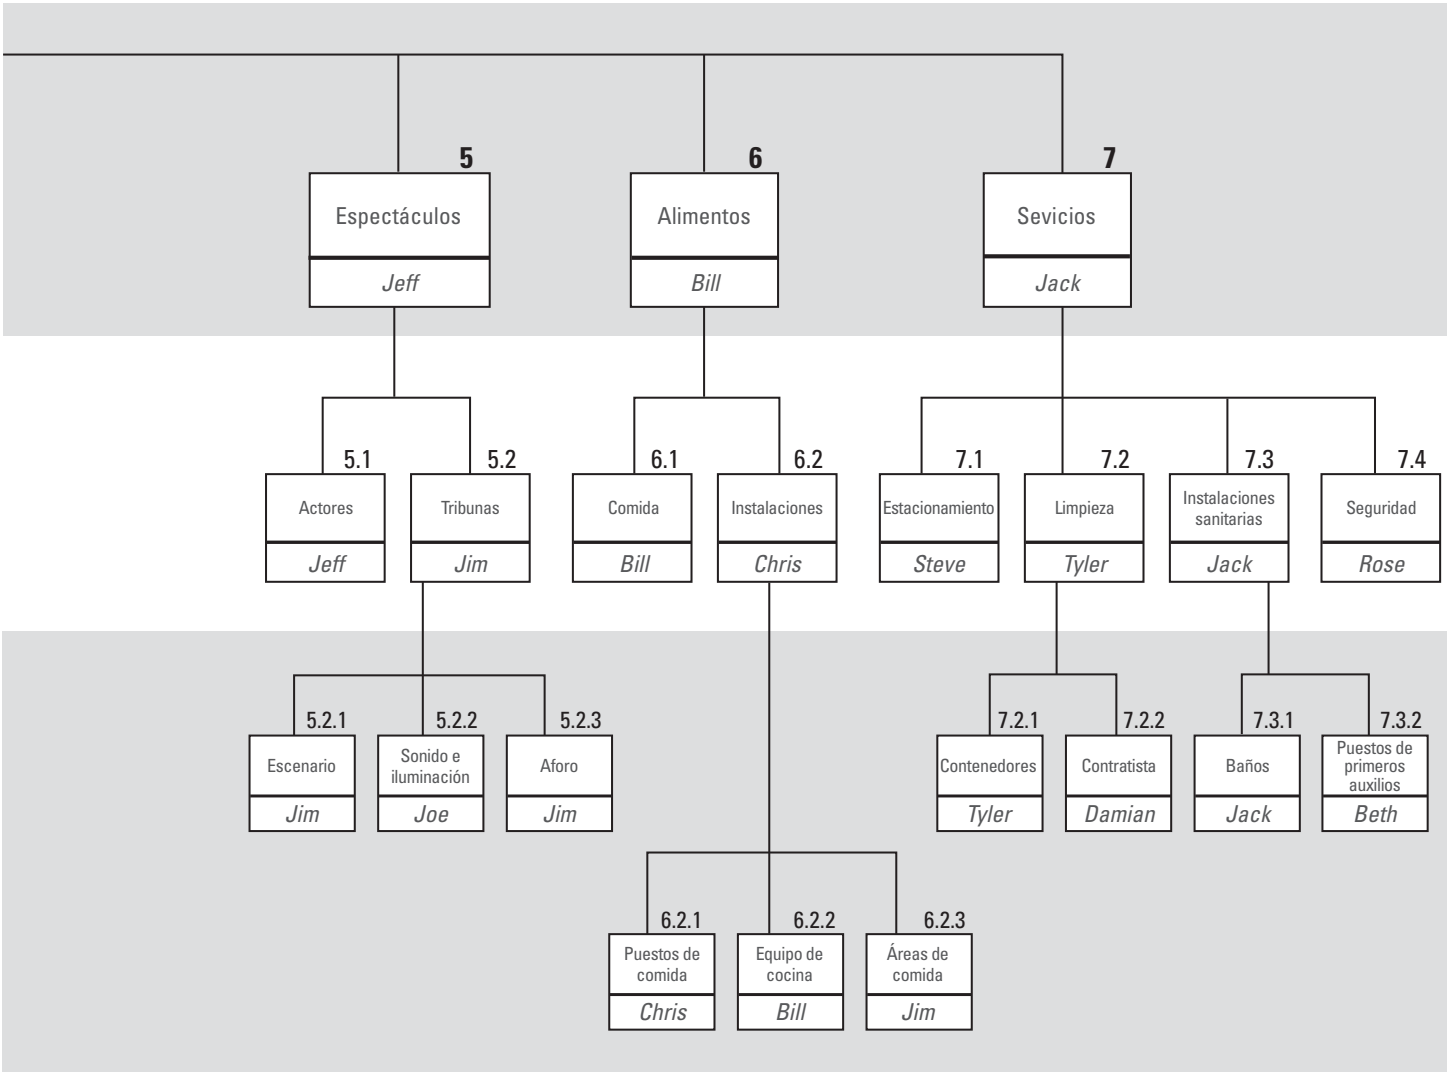 5
Espectáculos
Jeff
6
Alimentos
Bill
7
Sevicios
Jack
5.1
Actores
Jeff
5.2
Tribunas
Jim
6.1
Comida
Bill
6.2
Instalaciones
Chris
7.1
Estacionamiento
Steve
7.2
Limpieza
Tyler
7.3
Instalaciones
sanitarias
Jack
7.4
Seguridad
Rose
5.2.1
Escenario
Jim
5.2.2
Sonido e
iluminación
Joe
5.2.3
Aforo
Jim
7.2.1
Contenedores
Tyler
7.2.2
Contratista
Damian
7.3.1
Baños
Jack
7.3.2
Puestos de
primeros
auxilios
Beth
6.2.1
Puestos de
comida
Chris
6.2.2
Equipo de
cocina
Bill
6.2.3
Áreas de
comida
Jim